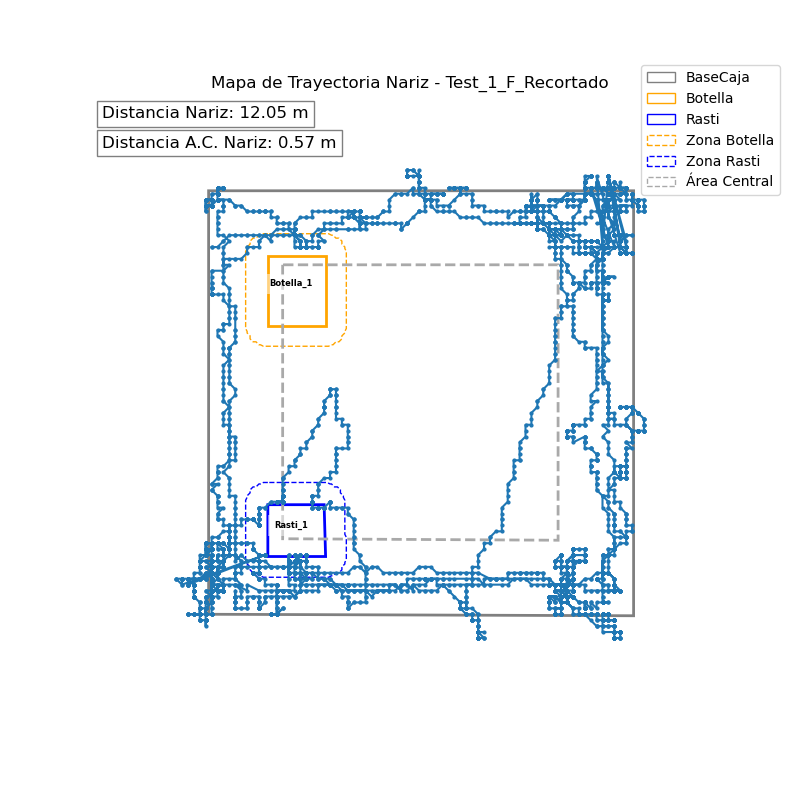 Mapa de Trayectoria Nariz - Test_1_F_Recortado
Distancia Nariz: 12.05 m
Distancia A.C. Nariz: 0.57 m
BaseCaja
Botella
Rasti
Zona Botella
Zona Rasti
Área Central
Botella_1
Rasti_1